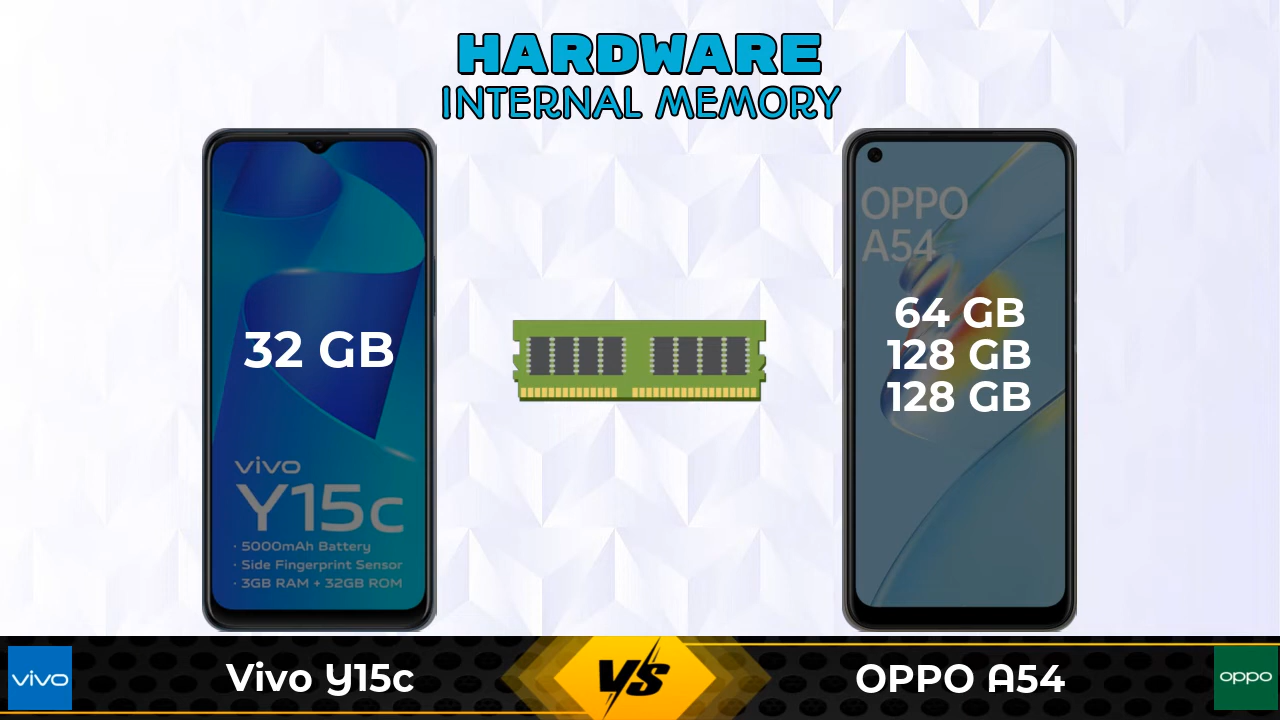 HARDWARE
INTERNAL MEMORY
32 GB
vivo
Y15c
· 5000mAh Battery
· Side Fingerprint Sensor
· 3GB RAM + 32GB ROM
OPPO
A54
64 GB
128 GB
128 GB
vivo
Vivo Y15c
VS
OPPO A54
oppo